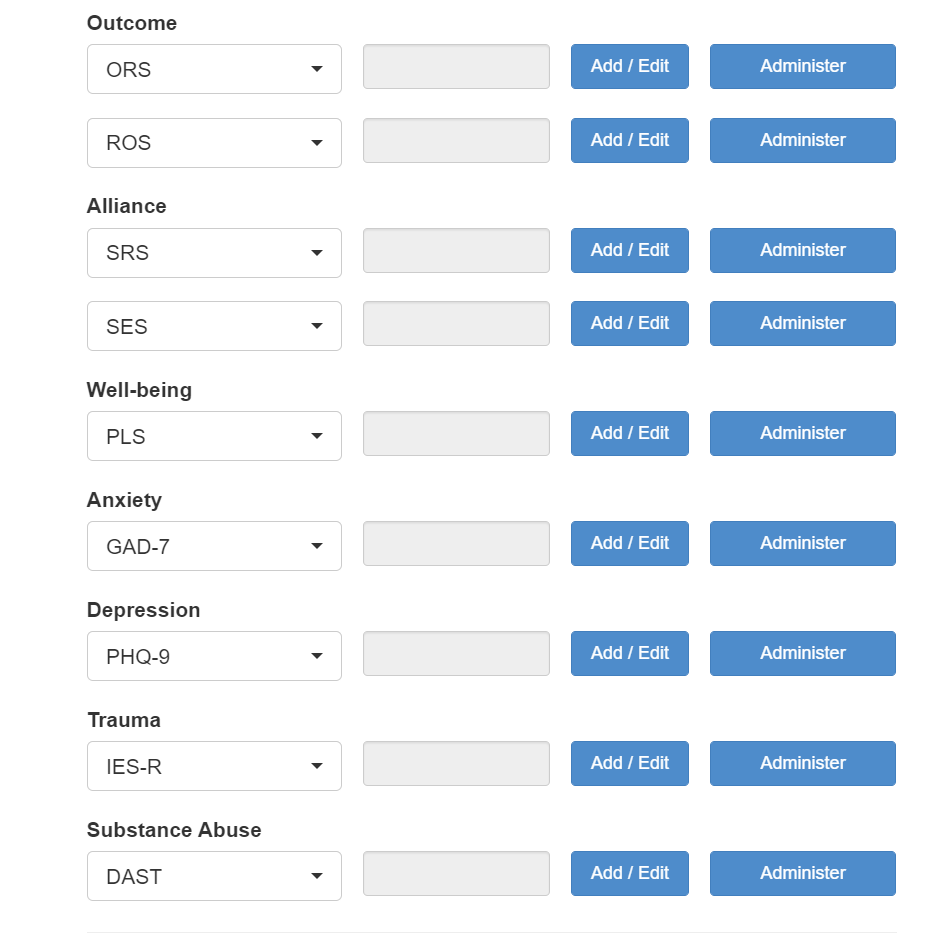 Outcome
ORS Add / Edit Administer
ROS Add / Edit Administer
Alliance
SRS Add / Edit Administer
SES Add / Edit Administer
Well-being
PLS Add / Edit Administer
Anxiety
GAD-7 Add / Edit Administer
Depression
PHQ-9 Add / Edit Administer
Trauma
IES-R Add / Edit Administer
Substance Abuse
DAST Add / Edit Administer